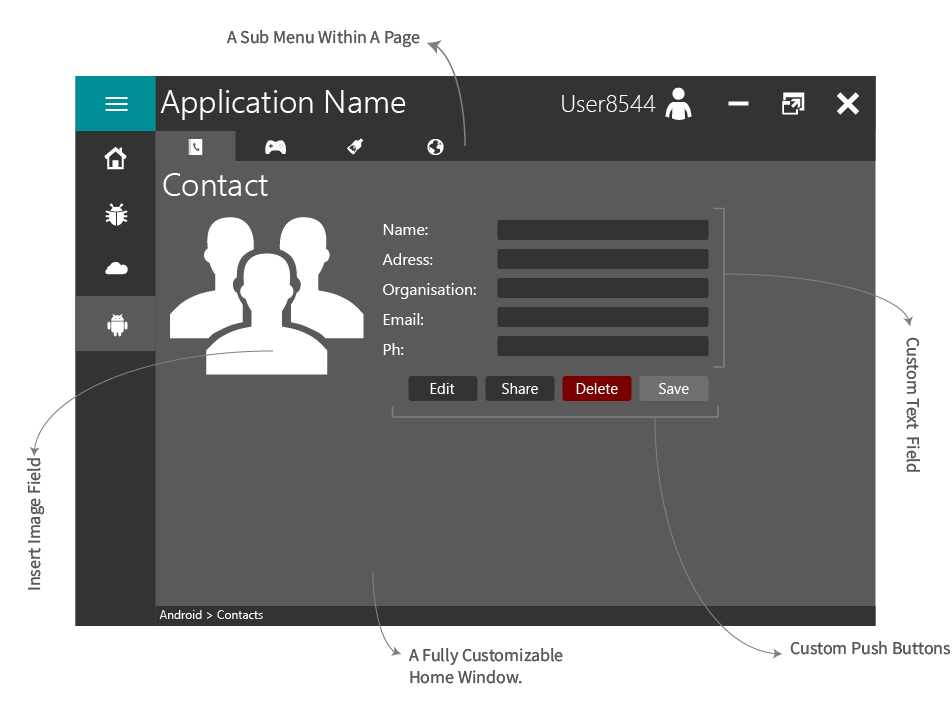 A Sub Menu Within A Page
Application Name
User8544
Contact
Name:
Adress:
Organisation:
Email:
Ph:
Edit
Share
Delete
Save
Custom Text Field
Insert Image Field
Android > Contacts
Custom Push Buttons
A Fully Customizable
Home Window.